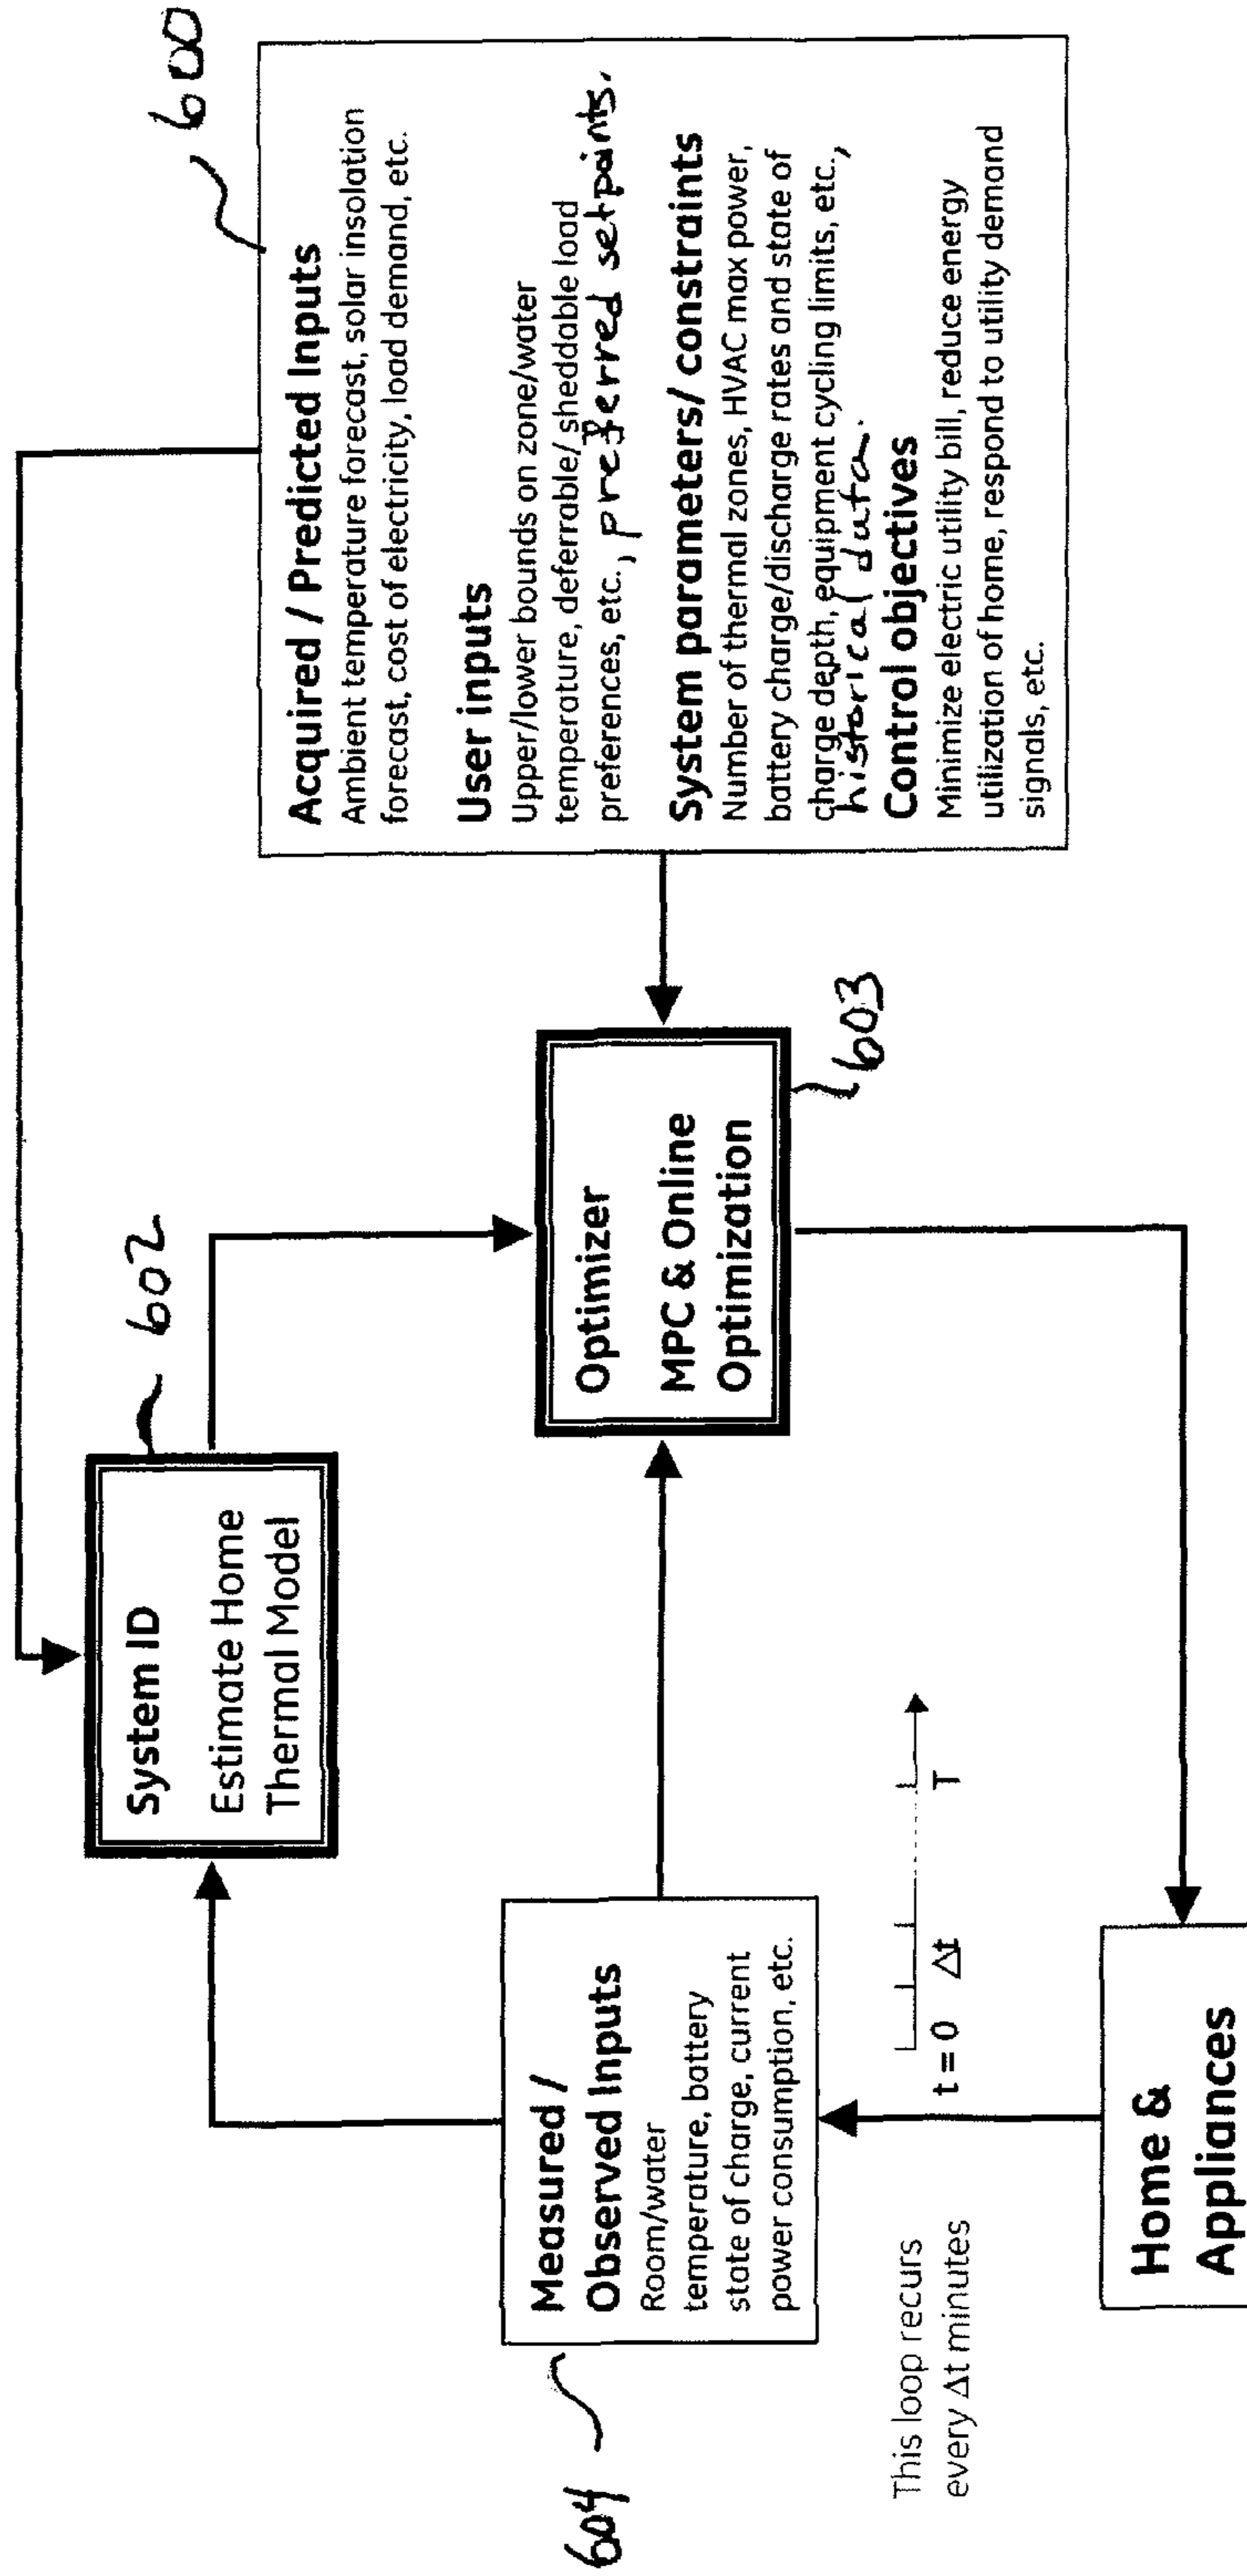 600
Acquired / Predicted Inputs
Ambient temperature forecast, solar insolation
forecast, cost of electricity, load demand, etc.
User inputs
Upper/lower bounds on zone/water
temperature, deferrable/ sheddable load
preferences, etc., preferred setpoints.
System parameters/ constraints
Number of thermal zones, HVAC max power,
battery charge/discharge rates and state of
charge depth, equipment cycling limits, etc.,
historical data.
Control objectives
Minimize electric utility bill, reduce energy
utilization of home, respond to utility demand
signals, etc.
602
System ID
Estimate Home
Thermal Model
Optimizer
MPC & Online
Optimization
603
604
Measured /
Observed Inputs
Room/water
temperature, battery
state of charge, current
power consumption, etc.
This loop recurs
every Δt minutes
t = 0 Δt T
Home &
Appliances